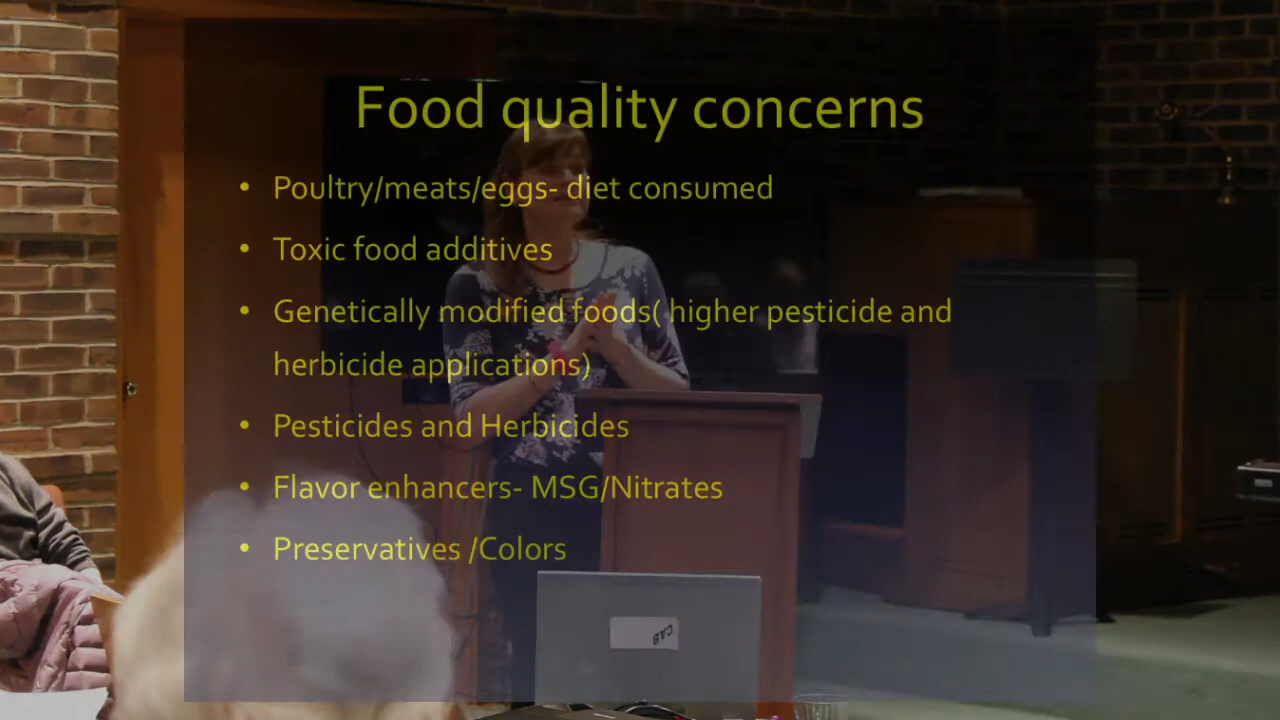 Food quality concerns
• Poultry/meats/eggs- diet consumed
• Toxic food additives
• Genetically modified foods( higher pesticide and
herbicide applications)
• Pesticides and Herbicides
• Flavor enhancers- MSG/Nitrates
• Preservatives /Colors
CAB